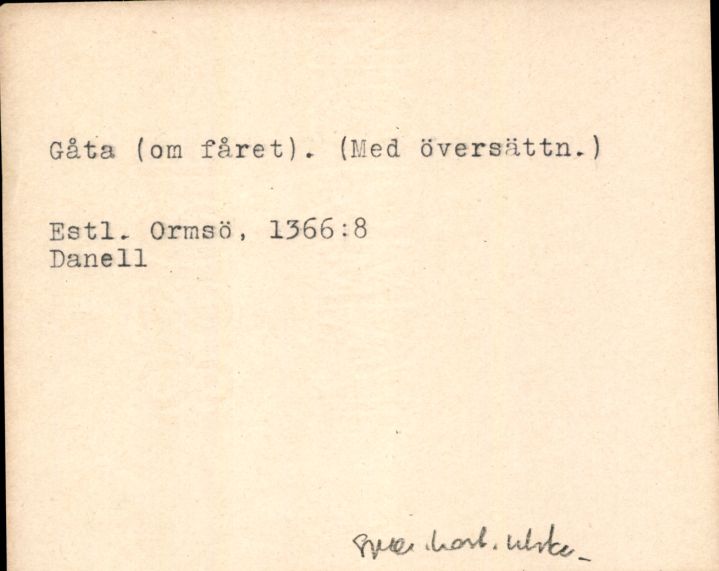 Gåta (om fåret). (Med översättn.)
Estl. Ormsö, 1366:8
Danell